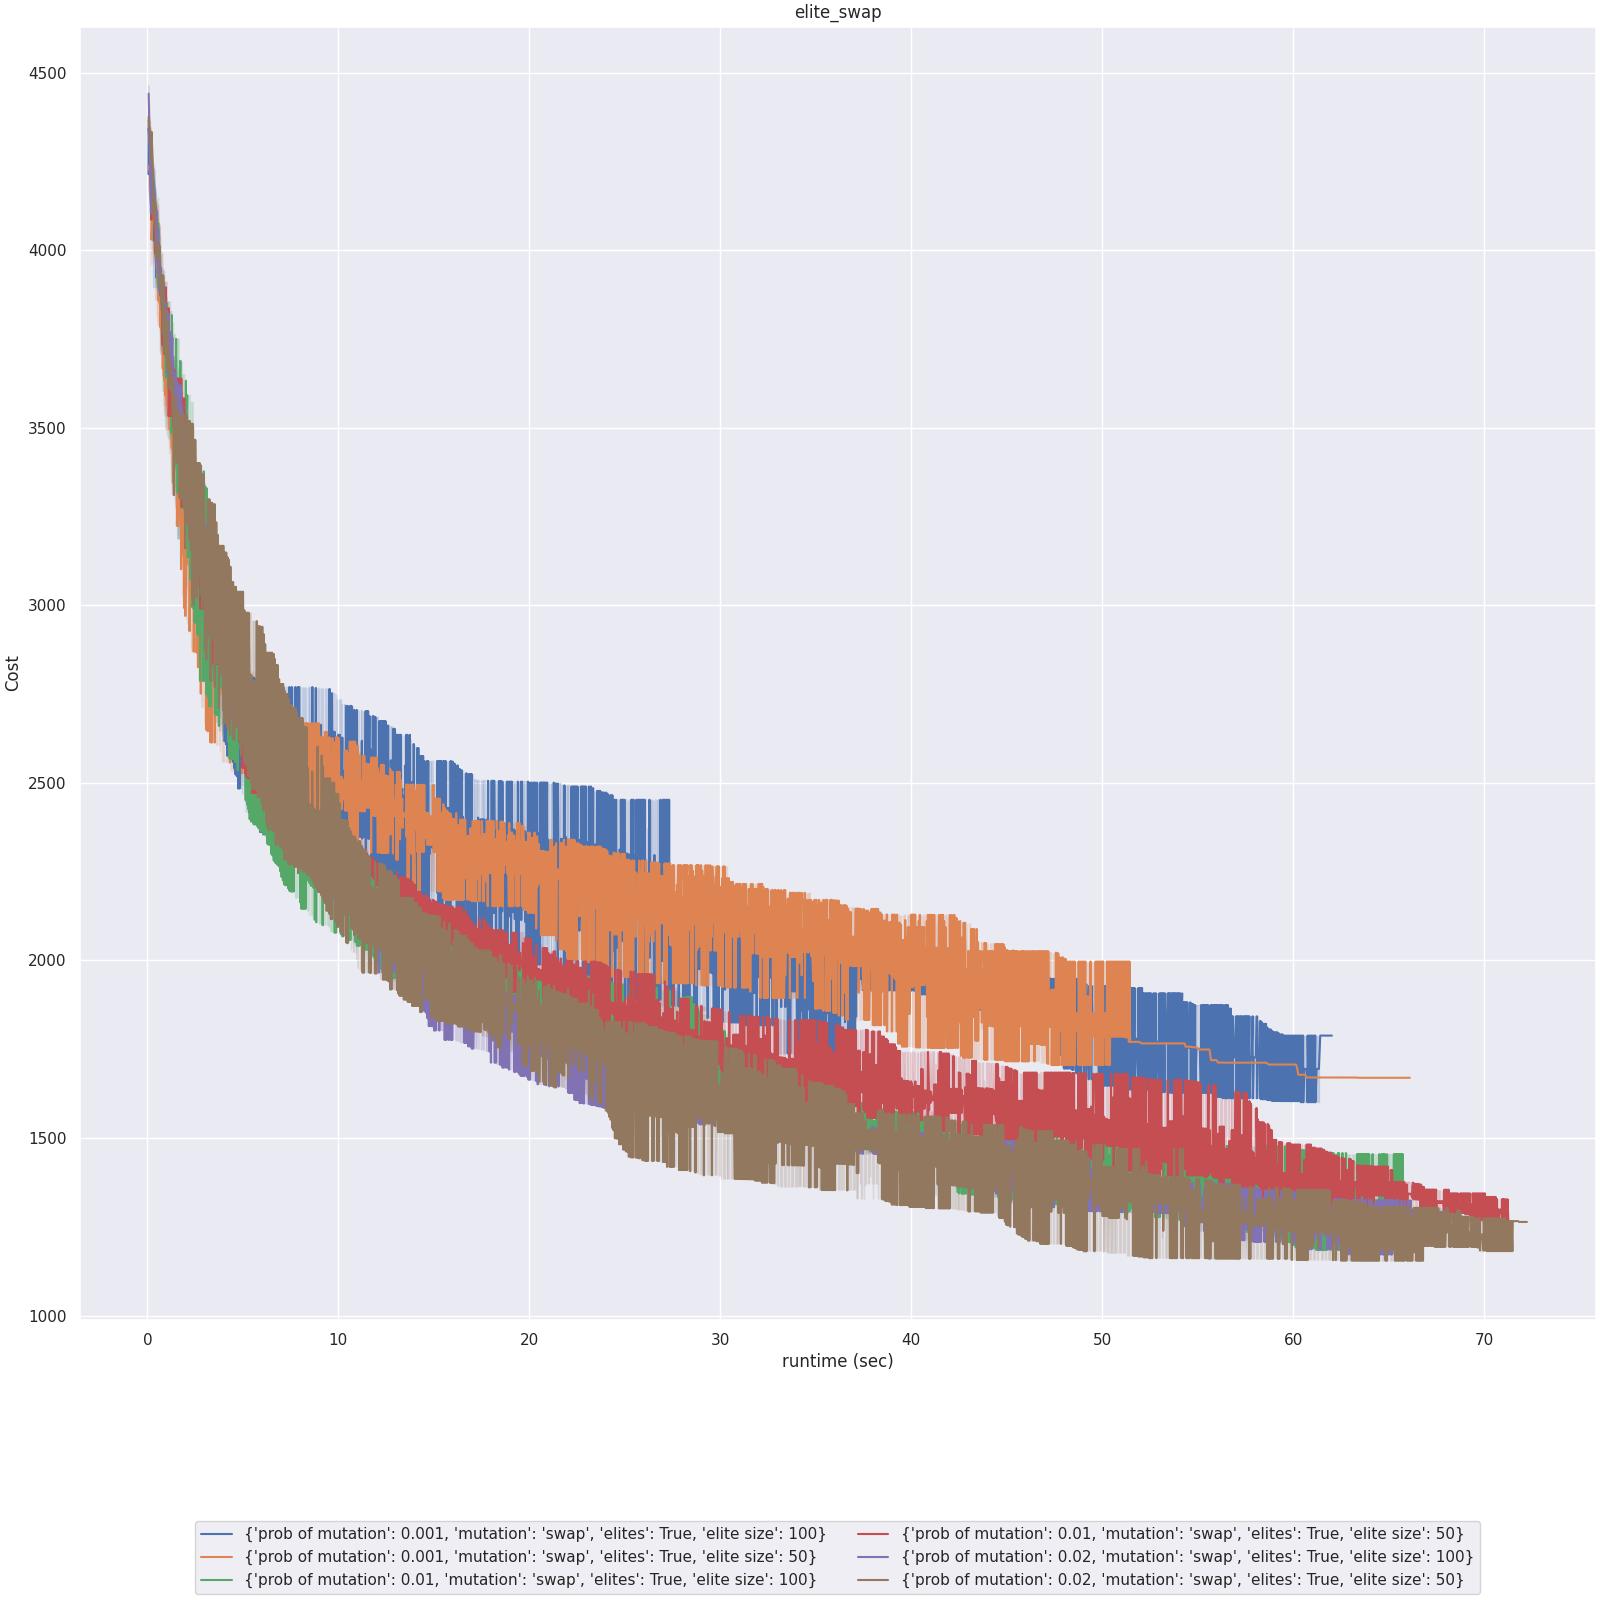 elite_swap
4500
4000
3500
3000
2500
2000
1500
1000
Cost
0 10 20 30 40 50 60 70
runtime (sec)
{'prob of mutation': 0.001, 'mutation': 'swap', 'elites': True, 'elite size': 100}
{'prob of mutation': 0.001, 'mutation': 'swap', 'elites': True, 'elite size': 50}
{'prob of mutation': 0.01, 'mutation': 'swap', 'elites': True, 'elite size': 100}
{'prob of mutation': 0.01, 'mutation': 'swap', 'elites': True, 'elite size': 50}
{'prob of mutation': 0.02, 'mutation': 'swap', 'elites': True, 'elite size': 100}
{'prob of mutation': 0.02, 'mutation': 'swap', 'elites': True, 'elite size': 50}